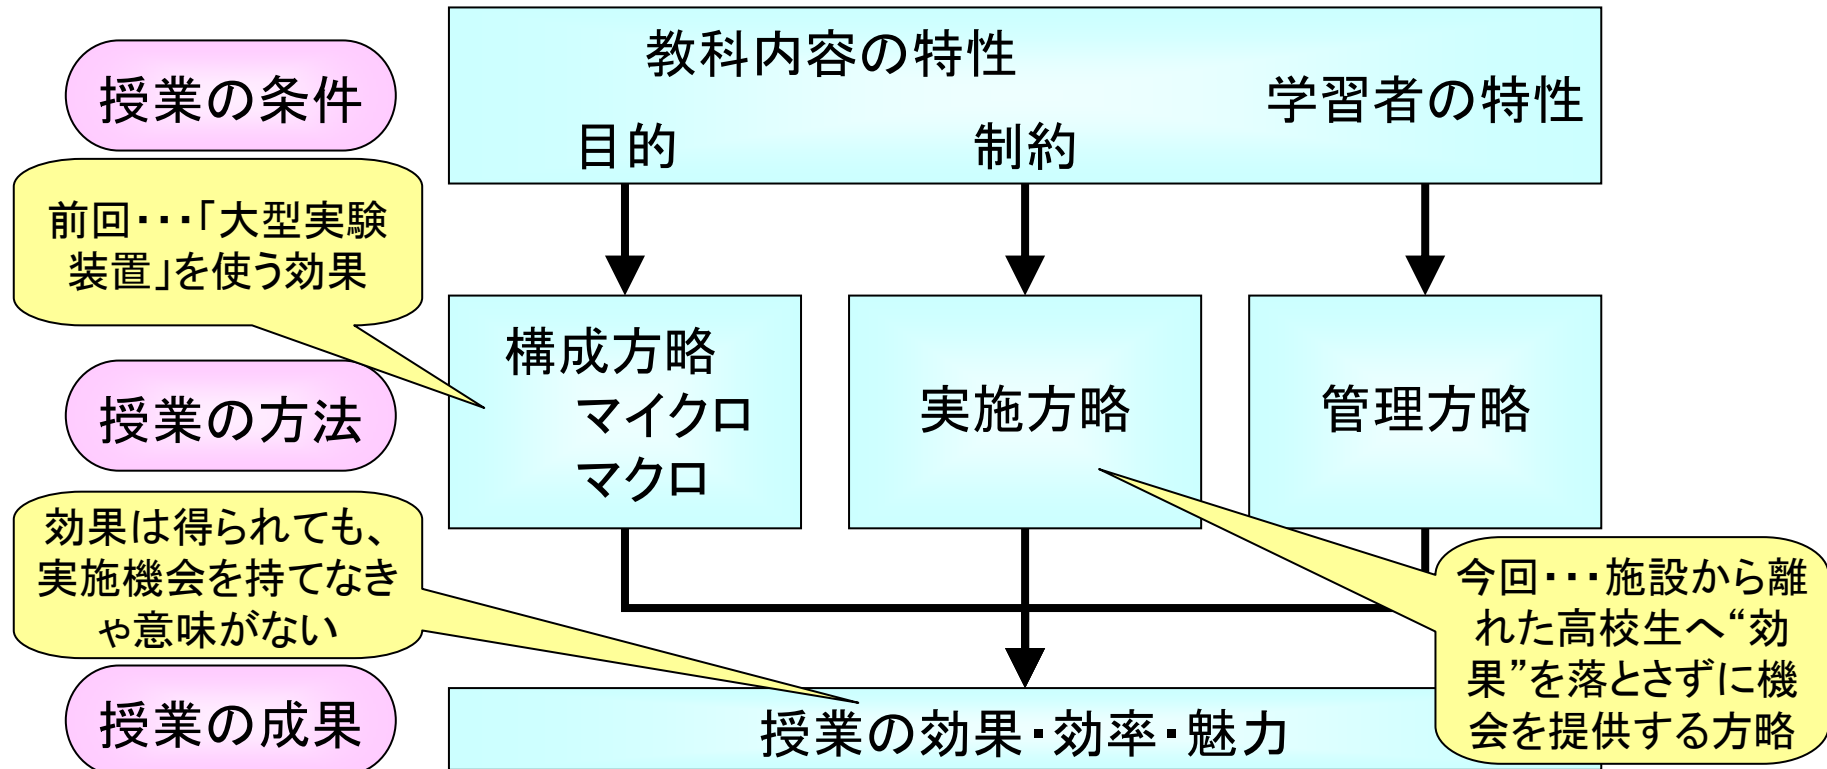 教科内容の特性
授業の条件
学習者の特性
目的
制約
前回・・・「大型実験
装置」を使う効果
構成方略
マイクロ
マクロ
授業の方法
実施方略
管理方略
効果は得られても、
実施機会を持てなき
ゃ意味がない
今回・・・施設から離
れた高校生へ“効
果”を落とさずに機
会を提供する方略
授業の成果
授業の効果・効率・魅力